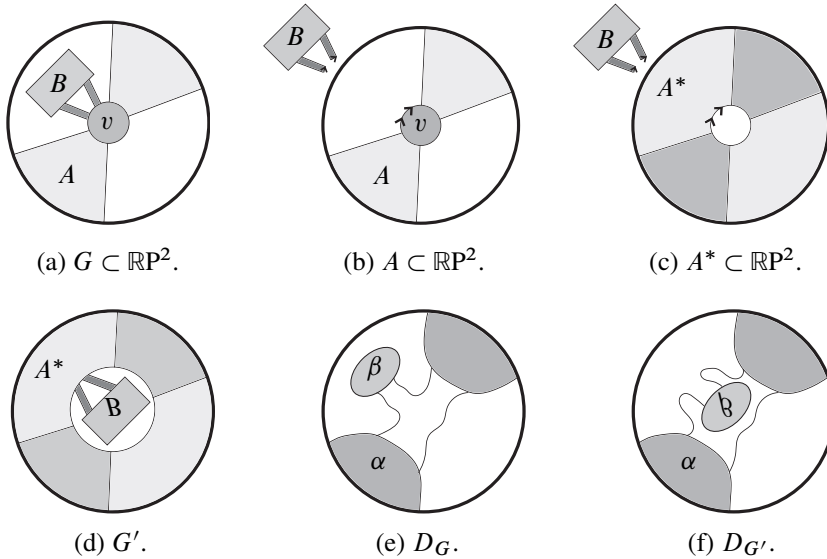 B
v
A
B
v
A
B
A*
(a) G ⊂ ℝP².
(b) A ⊂ ℝP².
(c) A* ⊂ ℝP².
A*
B
β
α
β
α
(d) G′.
(e) D_G.
(f) D_G′.